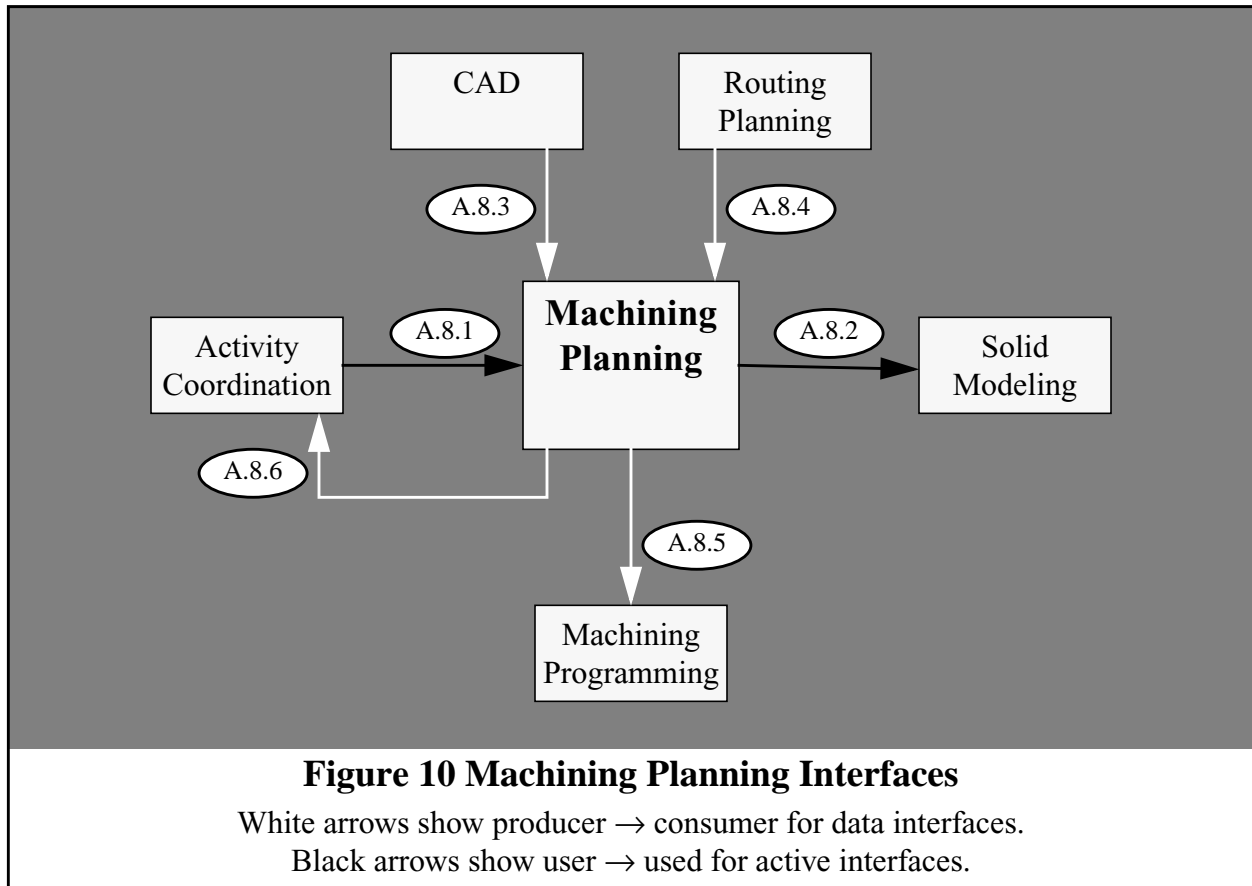 CAD
Routing
Planning
A.8.3
A.8.4
Machining
Planning
Activity
Coordination
A.8.1
A.8.2
Solid
Modeling
A.8.6
A.8.5
Machining
Programming
Figure 10 Machining Planning Interfaces
White arrows show producer → consumer for data interfaces.
Black arrows show user → used for active interfaces.